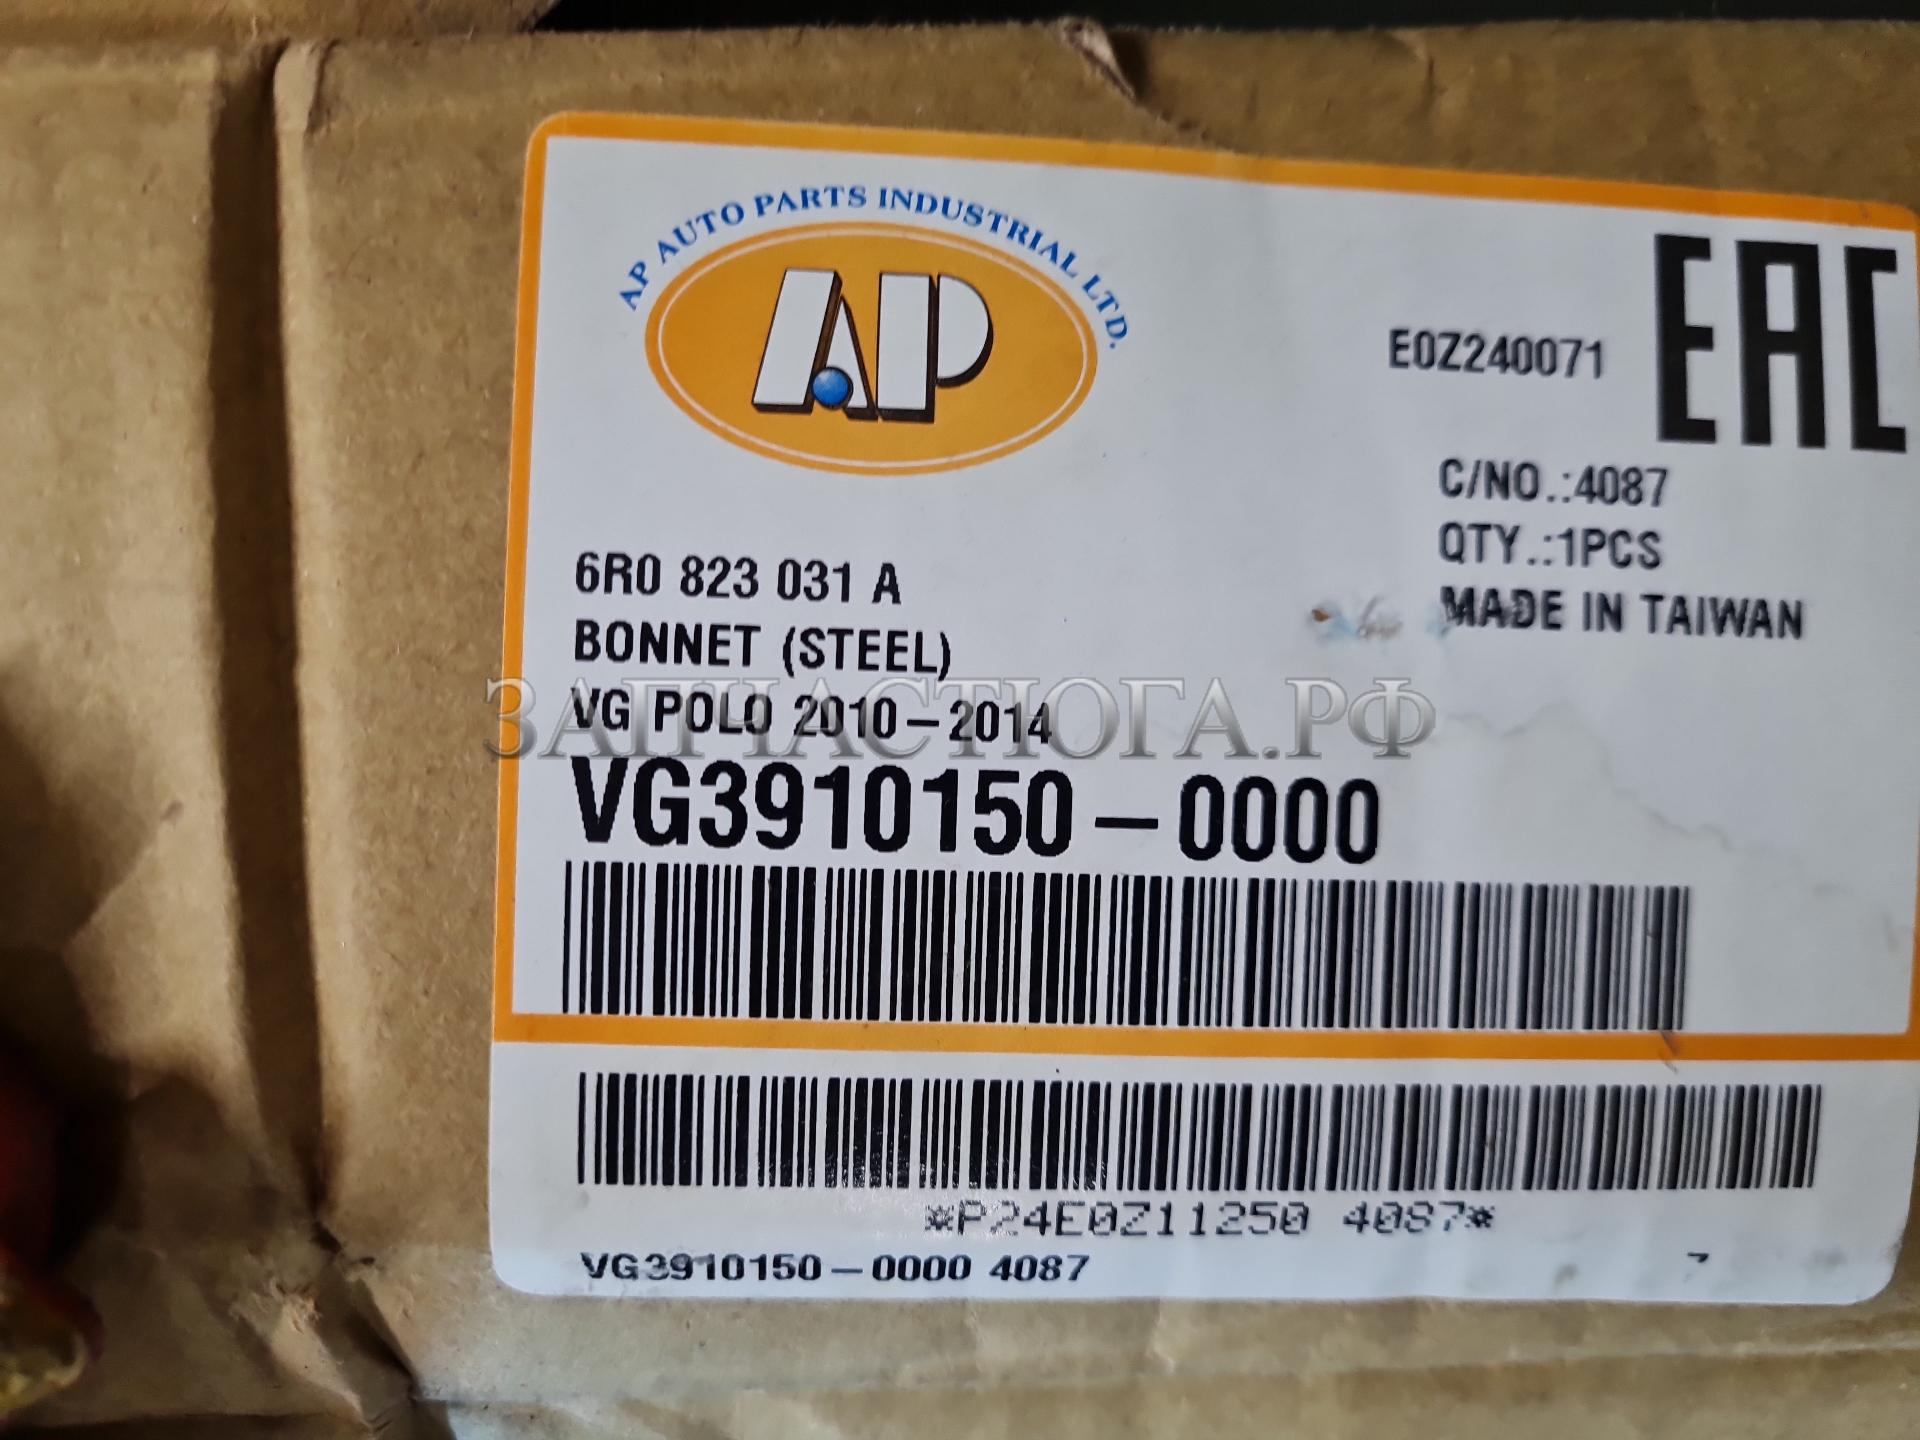 AP AUTO PARTS INDUSTRIAL LTD.
AP
E0Z240071
EAC
C/NO.:4087
QTY.:1PCS
MADE IN TAIWAN
6R0 823 031 A
BONNET (STEEL)
VG POLO 2010-2014
ЗАПЧАСТЮГА.РФ
VG3910150-0000
*P24E0Z11250 4087*
VG3910150-0000 4087